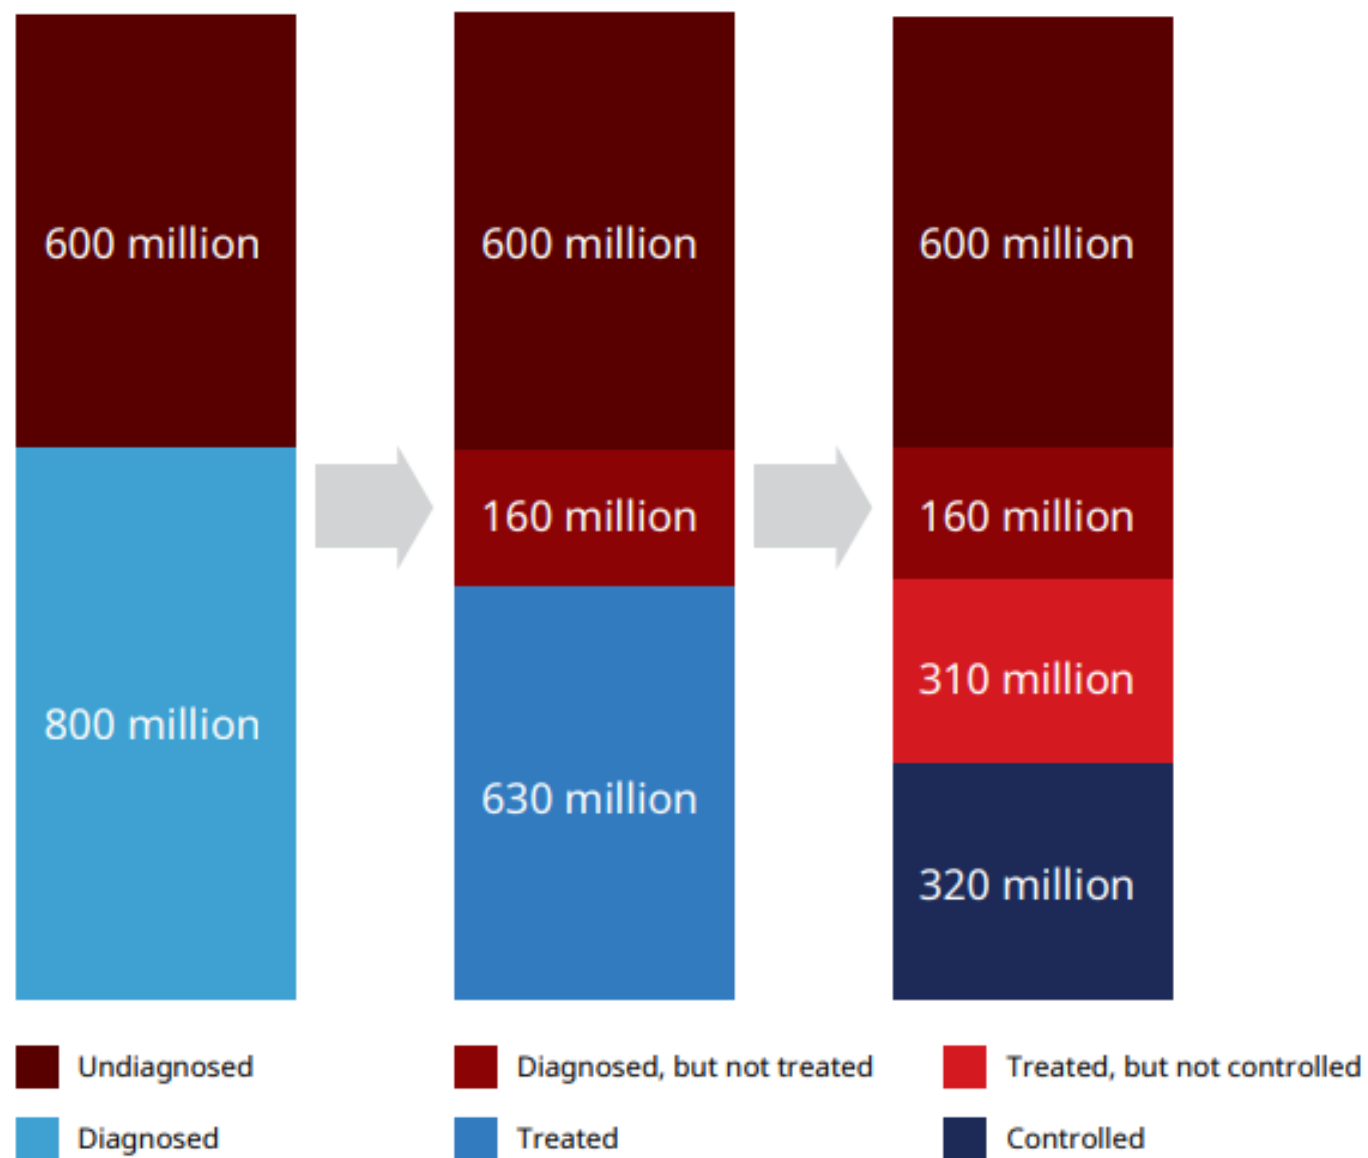 600 million
800 million
600 million
160 million
630 million
600 million
160 million
310 million
320 million
Undiagnosed
Diagnosed
Diagnosed, but not treated
Treated
Treated, but not controlled
Controlled